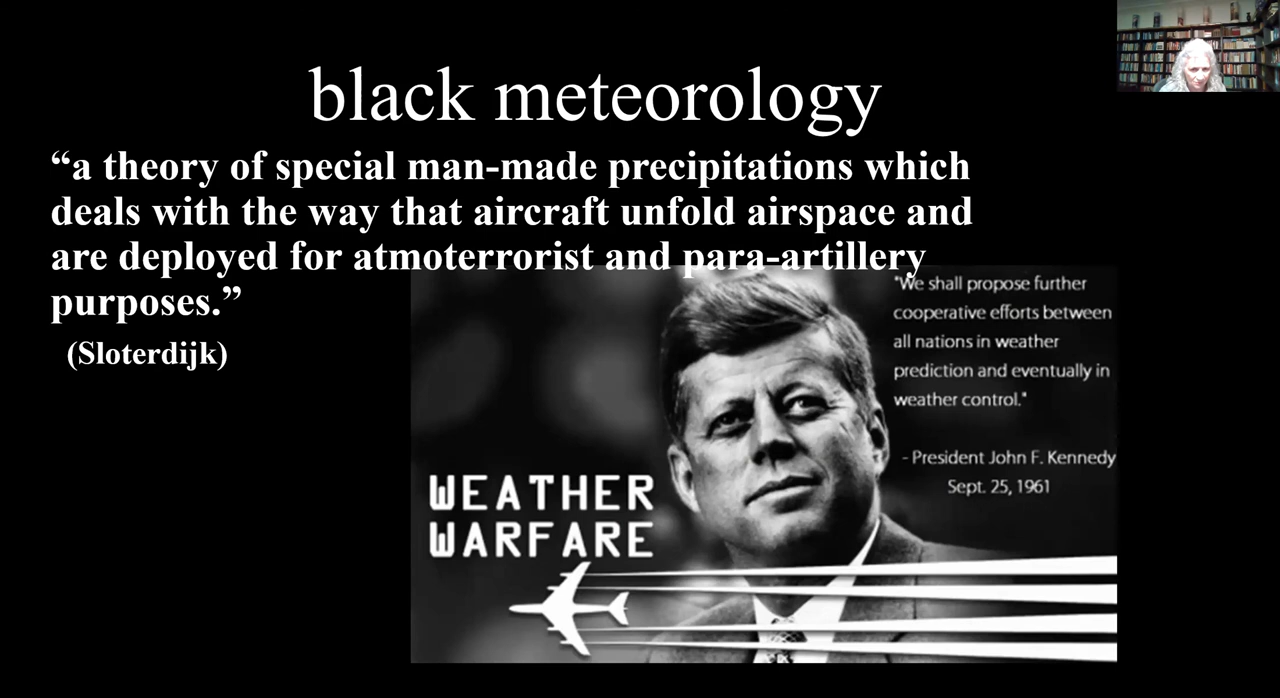 black meteorology
“a theory of special man-made precipitations which
deals with the way that aircraft unfold airspace and
are deployed for atmoterrorist and para-artillery
purposes.”
(Sloterdijk)
"We shall propose further
cooperative efforts between
all nations in weather
prediction and eventually in
weather control."
- President John F. Kennedy
Sept. 25, 1961
WEATHER
WARFARE